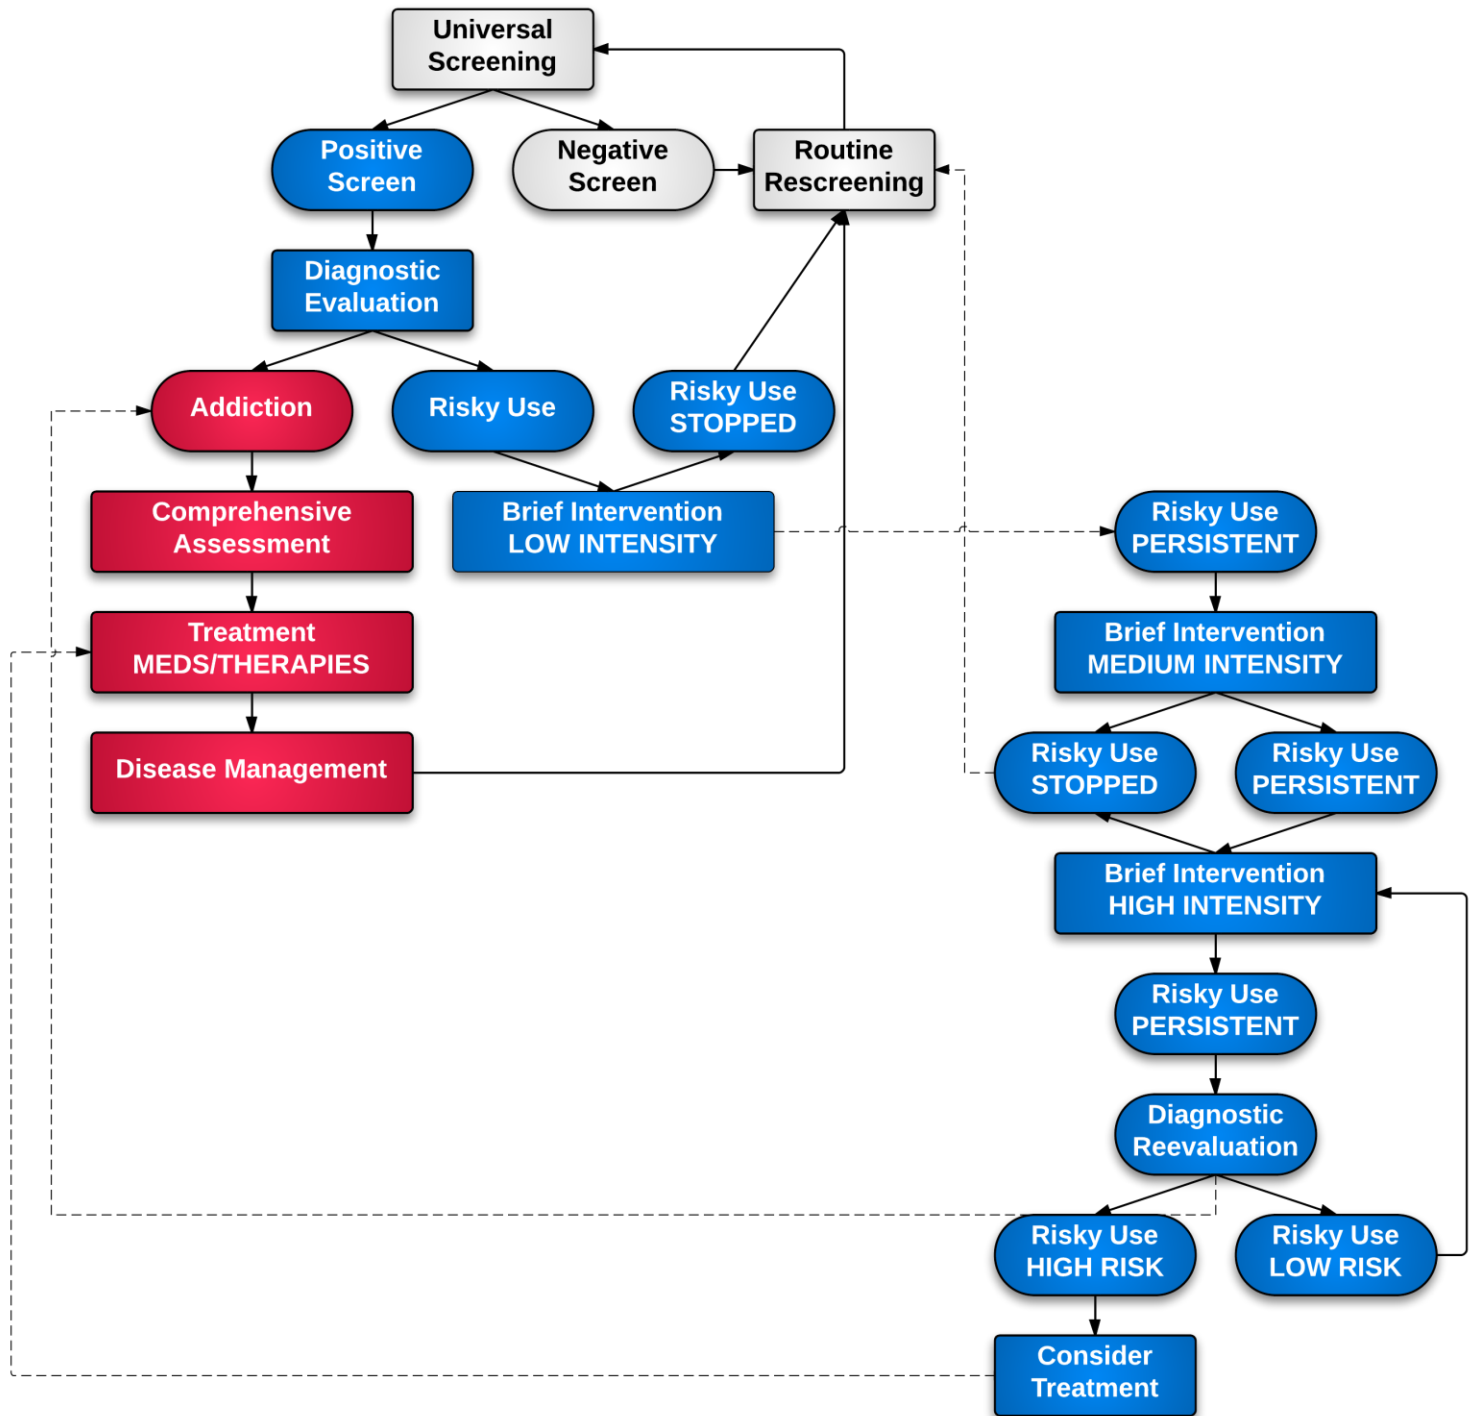 Universal
Screening
Positive
Screen
Negative
Screen
Routine
Rescreening
Diagnostic
Evaluation
Addiction
Risky Use
Risky Use
STOPPED
Comprehensive
Assessment
Brief Intervention
LOW INTENSITY
Risky Use
PERSISTENT
Treatment
MEDS/THERAPIES
Brief Intervention
MEDIUM INTENSITY
Disease Management
Risky Use
STOPPED
Risky Use
PERSISTENT
Brief Intervention
HIGH INTENSITY
Risky Use
PERSISTENT
Diagnostic
Reevaluation
Risky Use
HIGH RISK
Risky Use
LOW RISK
Consider
Treatment